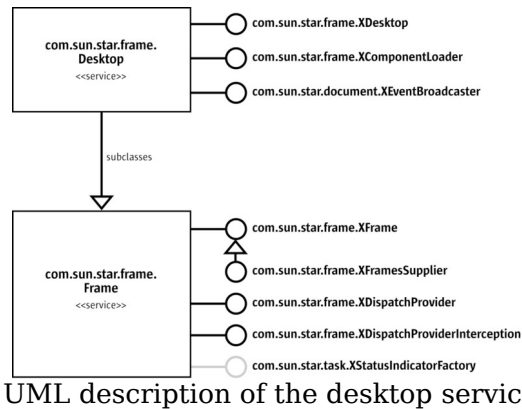 com.sun.star.frame.
Desktop
<<service>>
com.sun.star.frame.XDesktop
com.sun.star.frame.XComponentLoader
com.sun.star.document.XEventBroadcaster
subclasses
com.sun.star.frame.
Frame
<<service>>
com.sun.star.frame.XFrame
com.sun.star.frame.XFramesSupplier
com.sun.star.frame.XDispatchProvider
com.sun.star.frame.XDispatchProviderInterception
com.sun.star.task.XStatusIndicatorFactory
UML description of the desktop servic